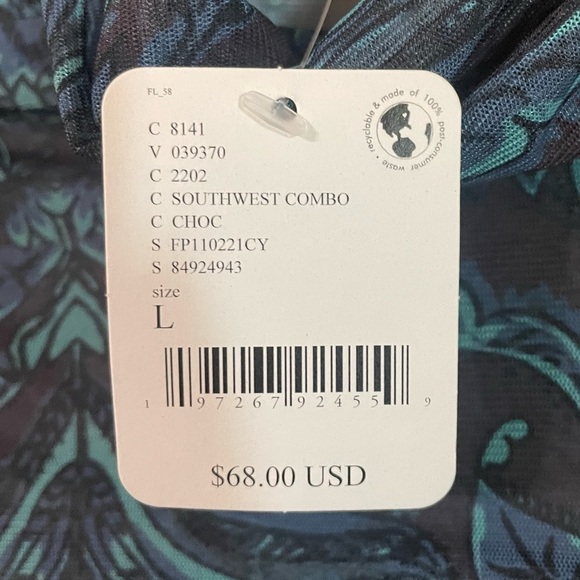 FL_58
recyclable & made of 100% post-consumer waste •
C 8141
V 039370
C 2202
C SOUTHWEST COMBO
C CHOC
S FP110221CY
S 84924943
size
L
1 97267 92455 9
$68.00 USD